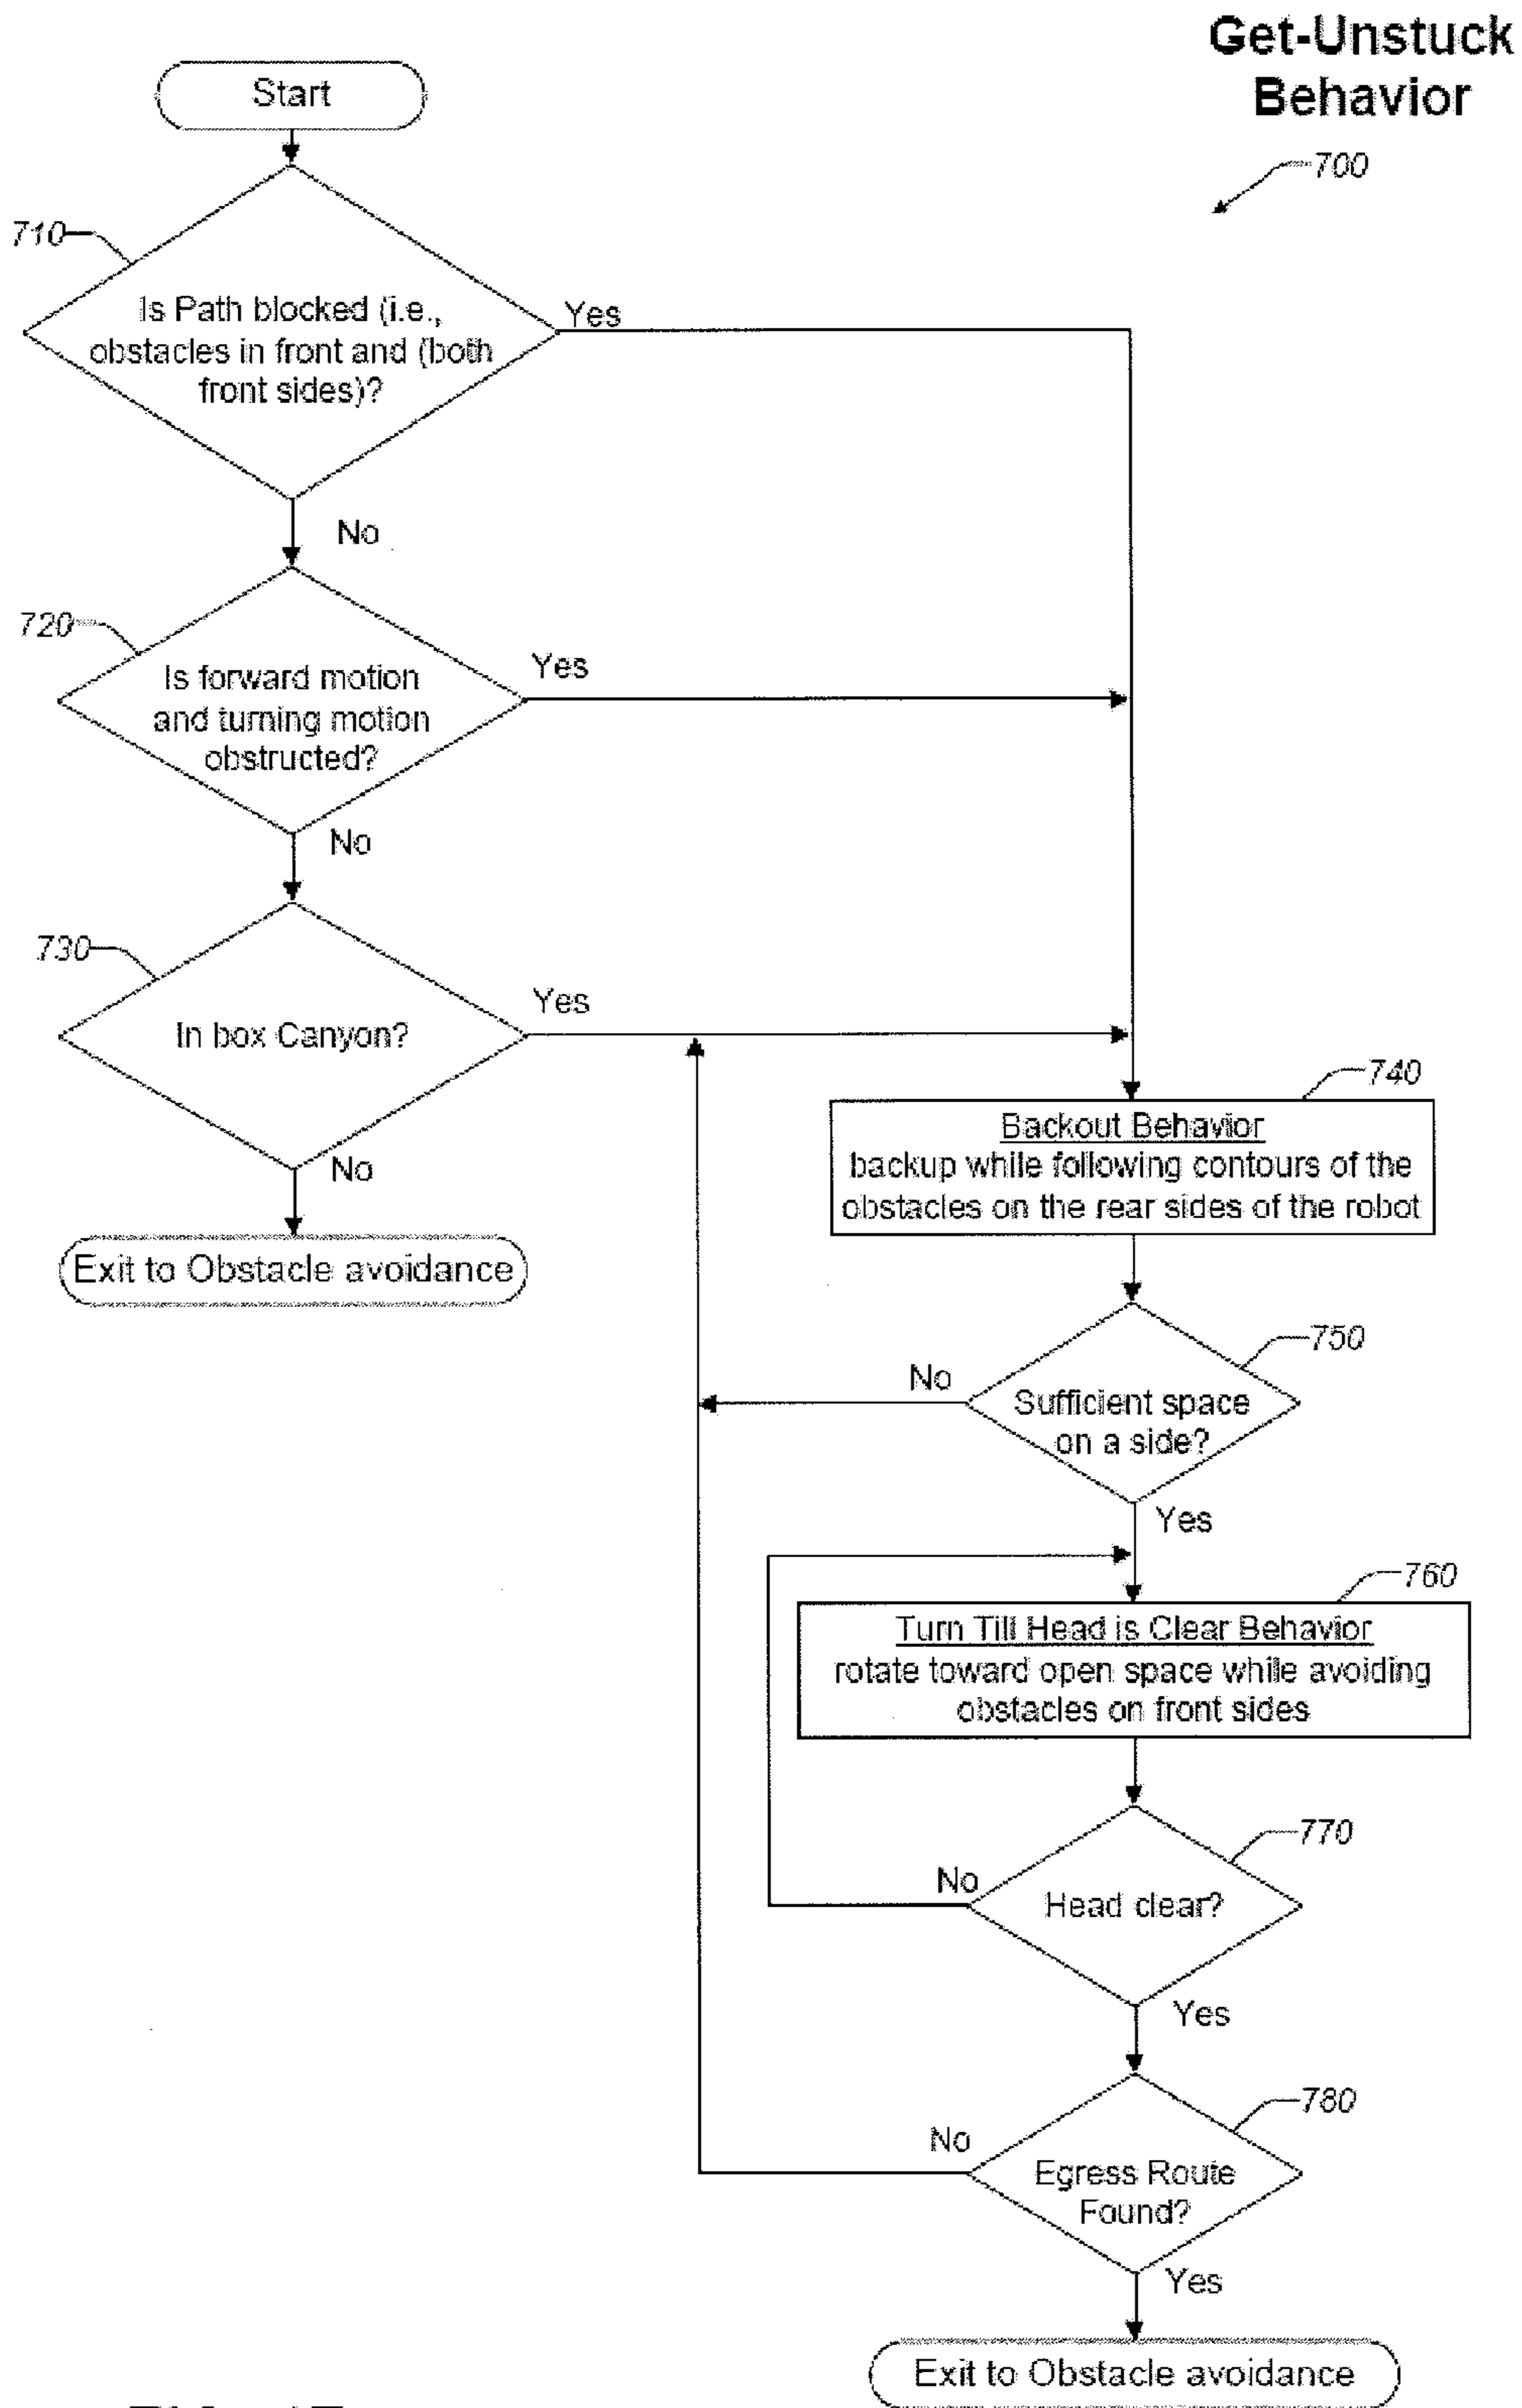 Get-Unstuck
Behavior
700
Start
710
Is Path blocked (i.e.,
obstacles in front and (both
front sides)?
Yes
No
720
Is forward motion
and turning motion
obstructed?
Yes
No
730
In box Canyon?
Yes
No
Exit to Obstacle avoidance
740
Backout Behavior
backup while following contours of the
obstacles on the rear sides of the robot
750
Sufficient space
on a side?
No
Yes
760
Turn Till Head is Clear Behavior
rotate toward open space while avoiding
obstacles on front sides
770
Head clear?
No
Yes
780
Egress Route
Found?
No
Yes
Exit to Obstacle avoidance